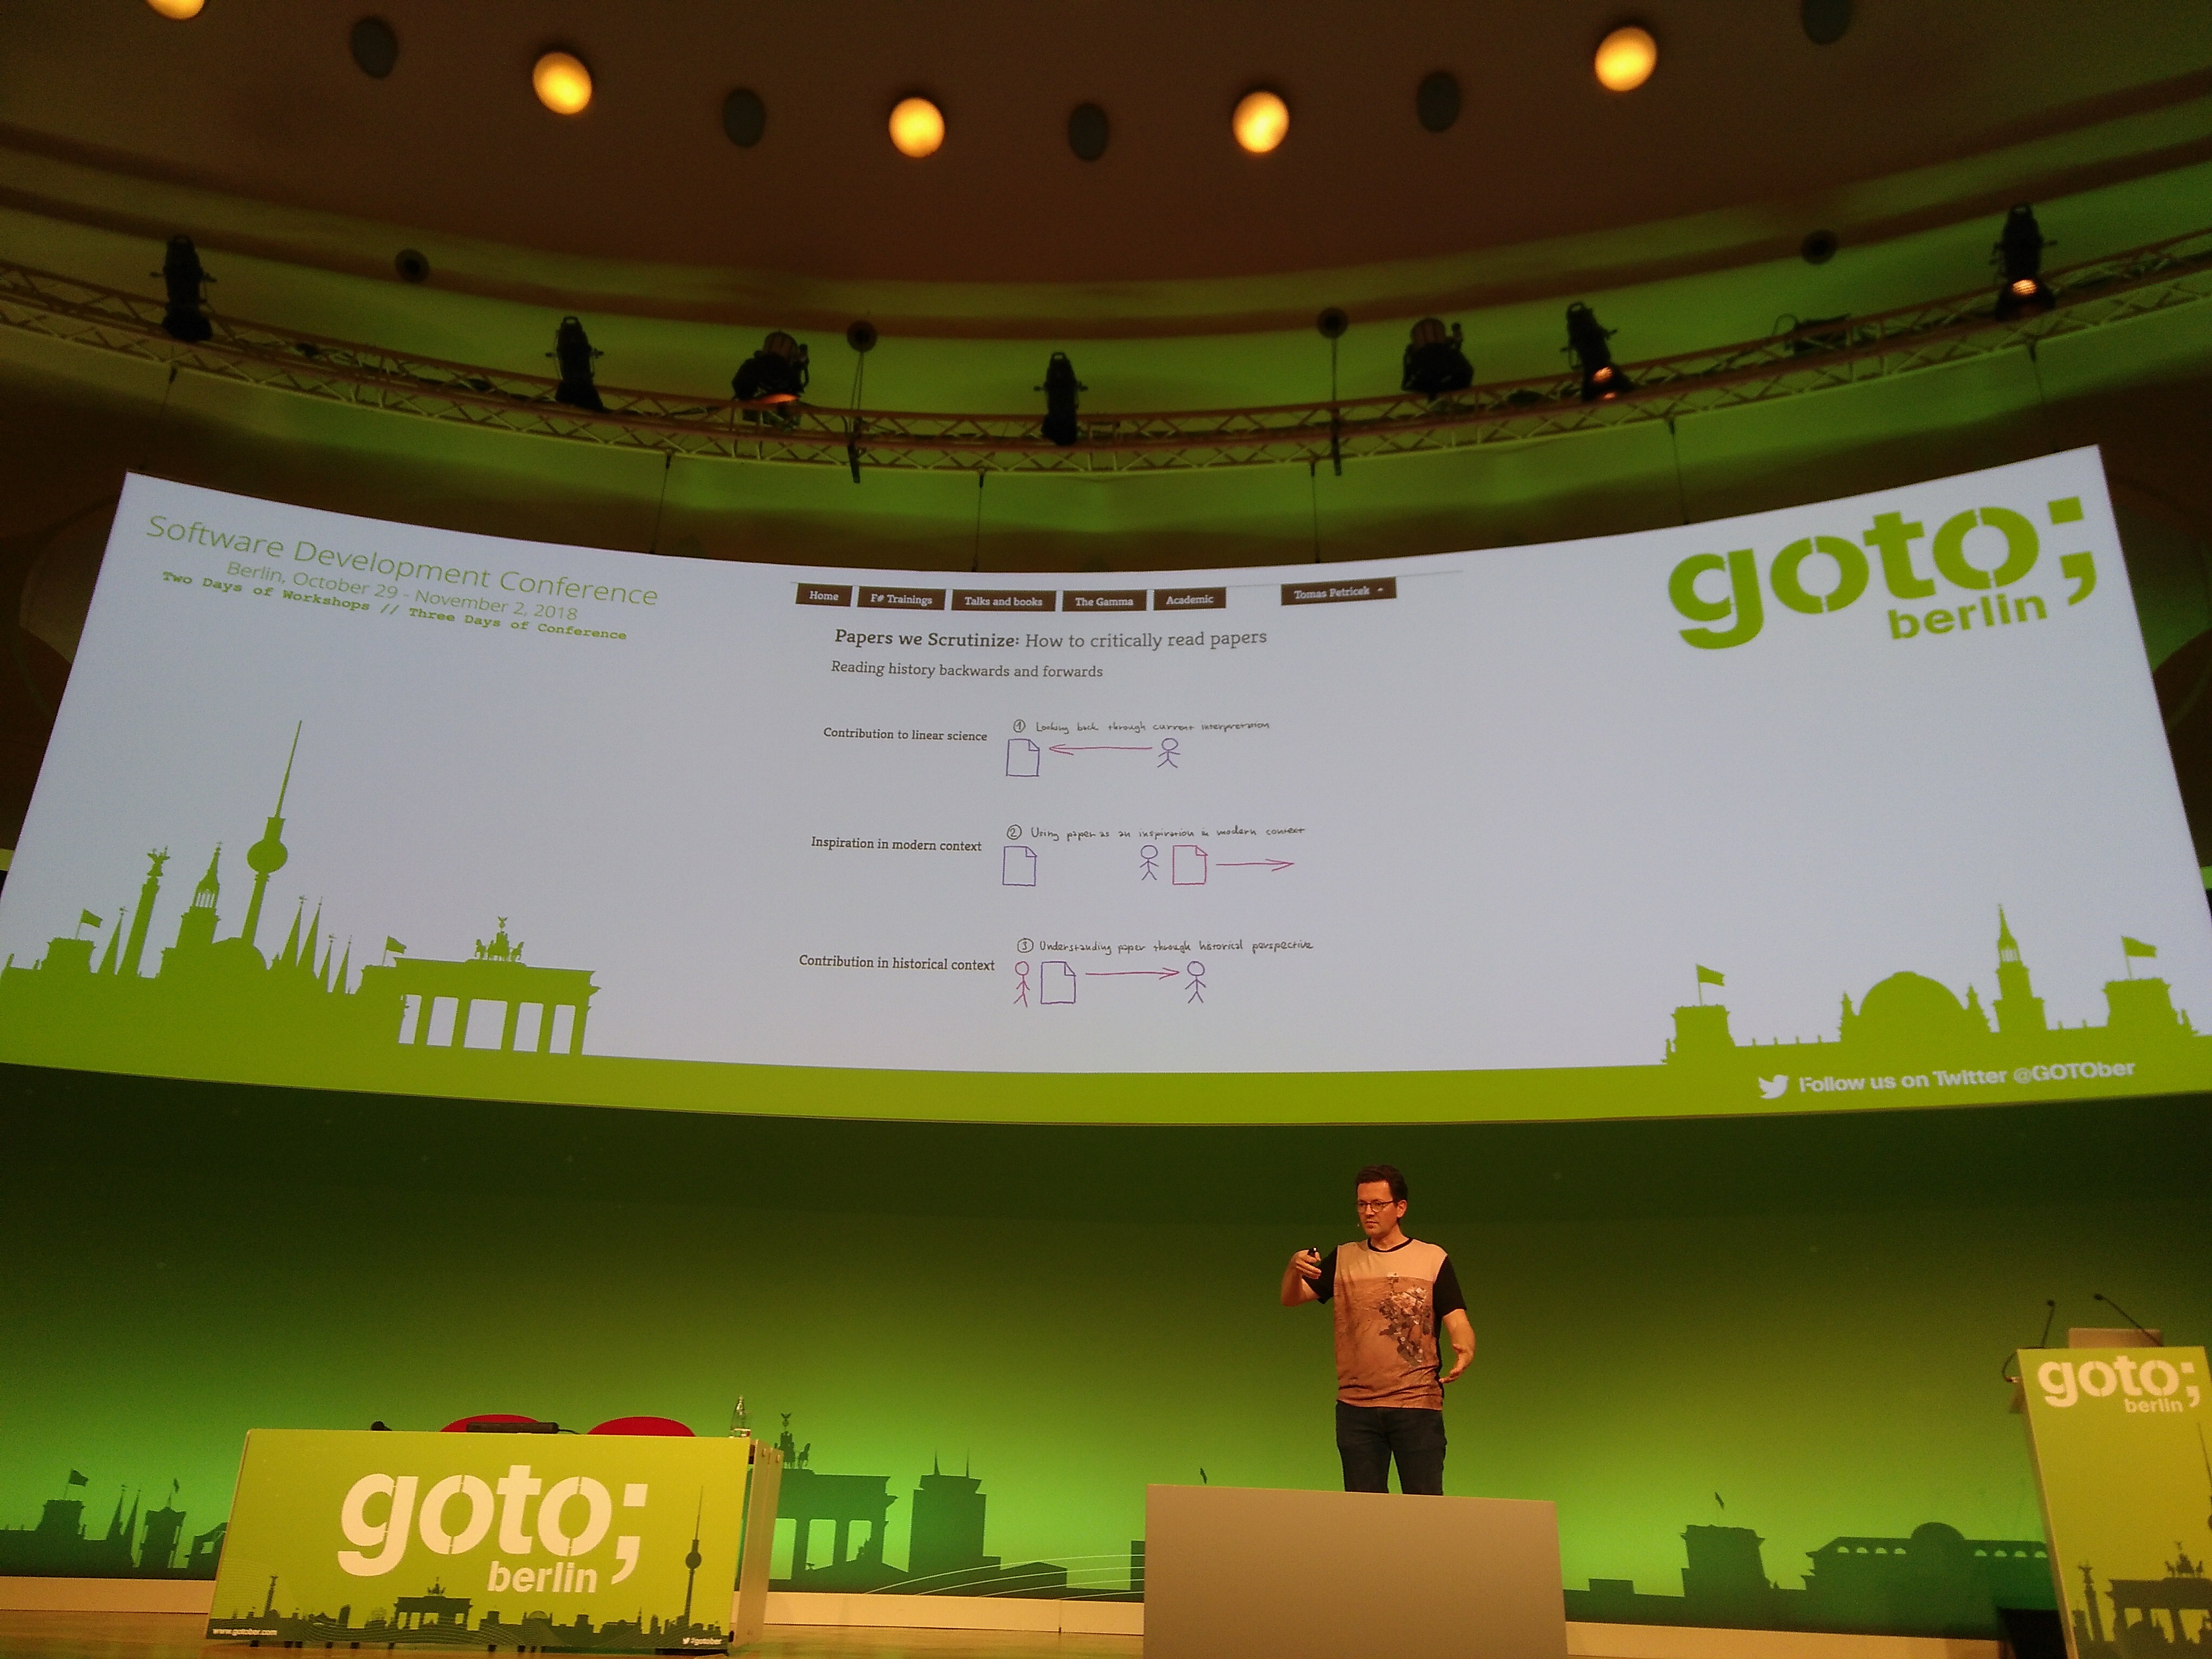 Software Development Conference
Berlin, October 29 - November 2, 2018
Two Days of Workshops // Three Days of Conference
goto;
berlin
Home F# Trainings Talks and books The Gamma Academic Tomas Petricek
Papers we Scrutinize: How to critically read papers
Reading history backwards and forwards
Contribution to linear science
1 Looking back through current interpretation
Inspiration in modern context
2 Using paper as an inspiration in modern context
Contribution in historical context
3 Understanding paper through historical perspective
Follow us on Twitter @GOTOber
goto;
berlin
www.gotober.com
#gotober
goto;
berlin